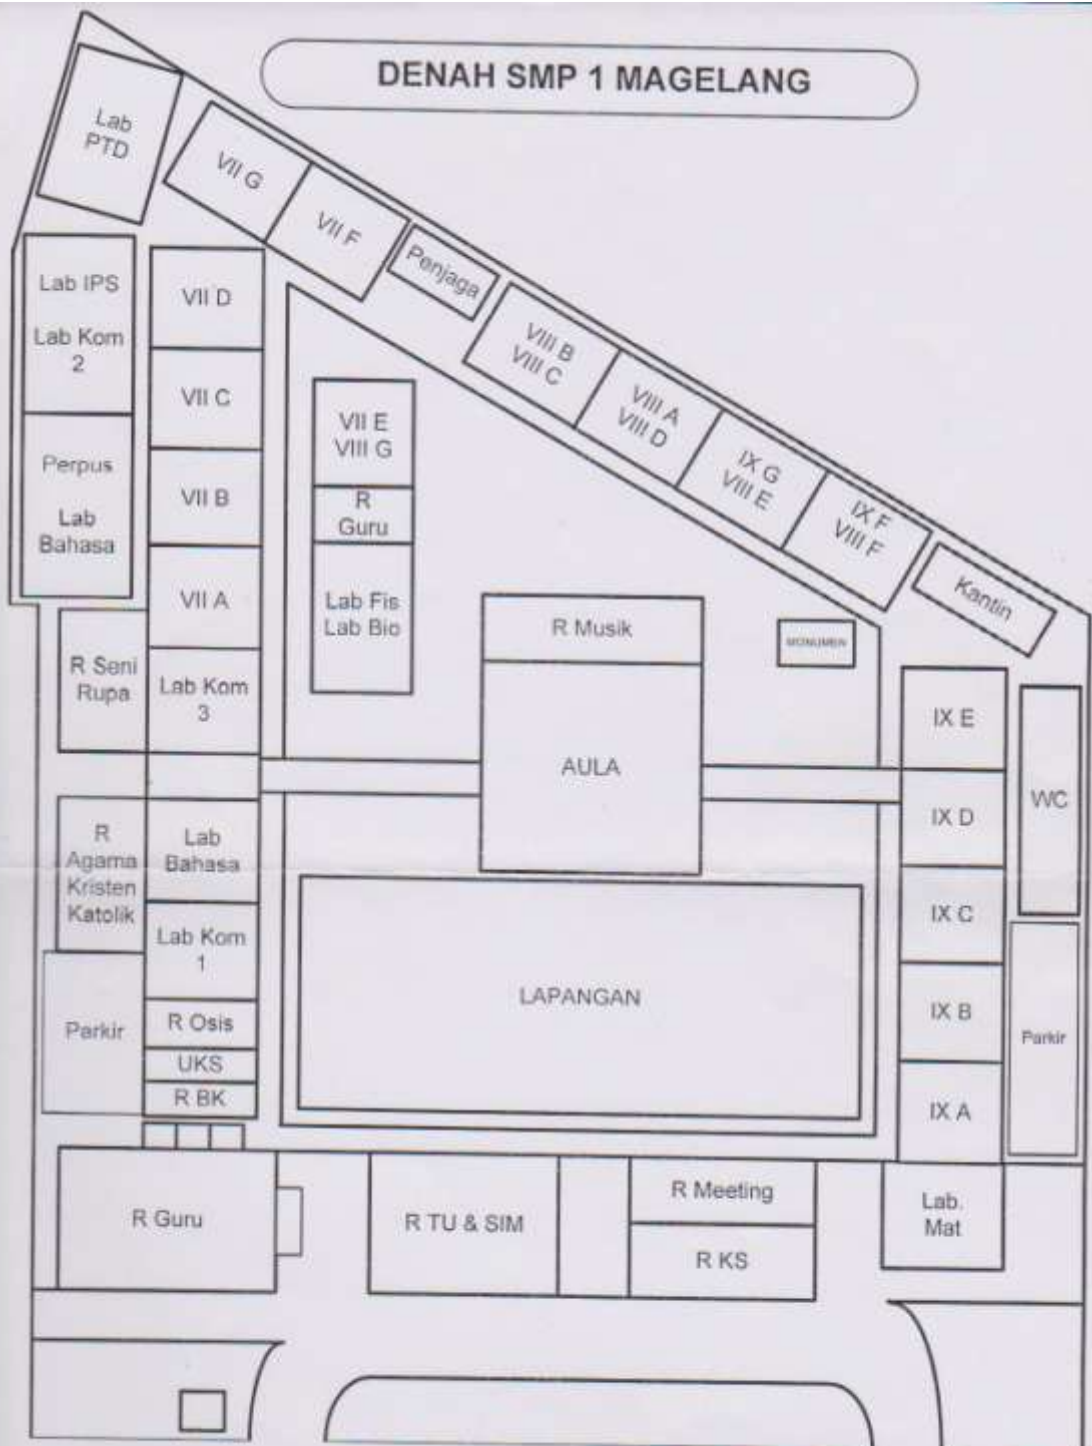 DENAH SMP 1 MAGELANG
Lab
PTD
VII G
VII F
Penjaga
VIII B
VIII C
VIII A
VIII D
IX G
VIII E
IX F
VIII F
Kantin
Lab IPS
Lab Kom
2
Perpus
Lab
Bahasa
VII D
VII C
VII B
VII A
R Seni
Rupa
Lab Kom
3
VII E
VIII G
R
Guru
Lab Fis
Lab Bio
R Musik
AULA
MONUMEN
IX E
IX D
IX C
IX B
IX A
WC
Parkir
R
Agama
Kristen
Katolik
Lab
Bahasa
Lab Kom
1
Parkir
R Osis
UKS
R BK
LAPANGAN
R Guru
R TU & SIM
R Meeting
R KS
Lab.
Mat